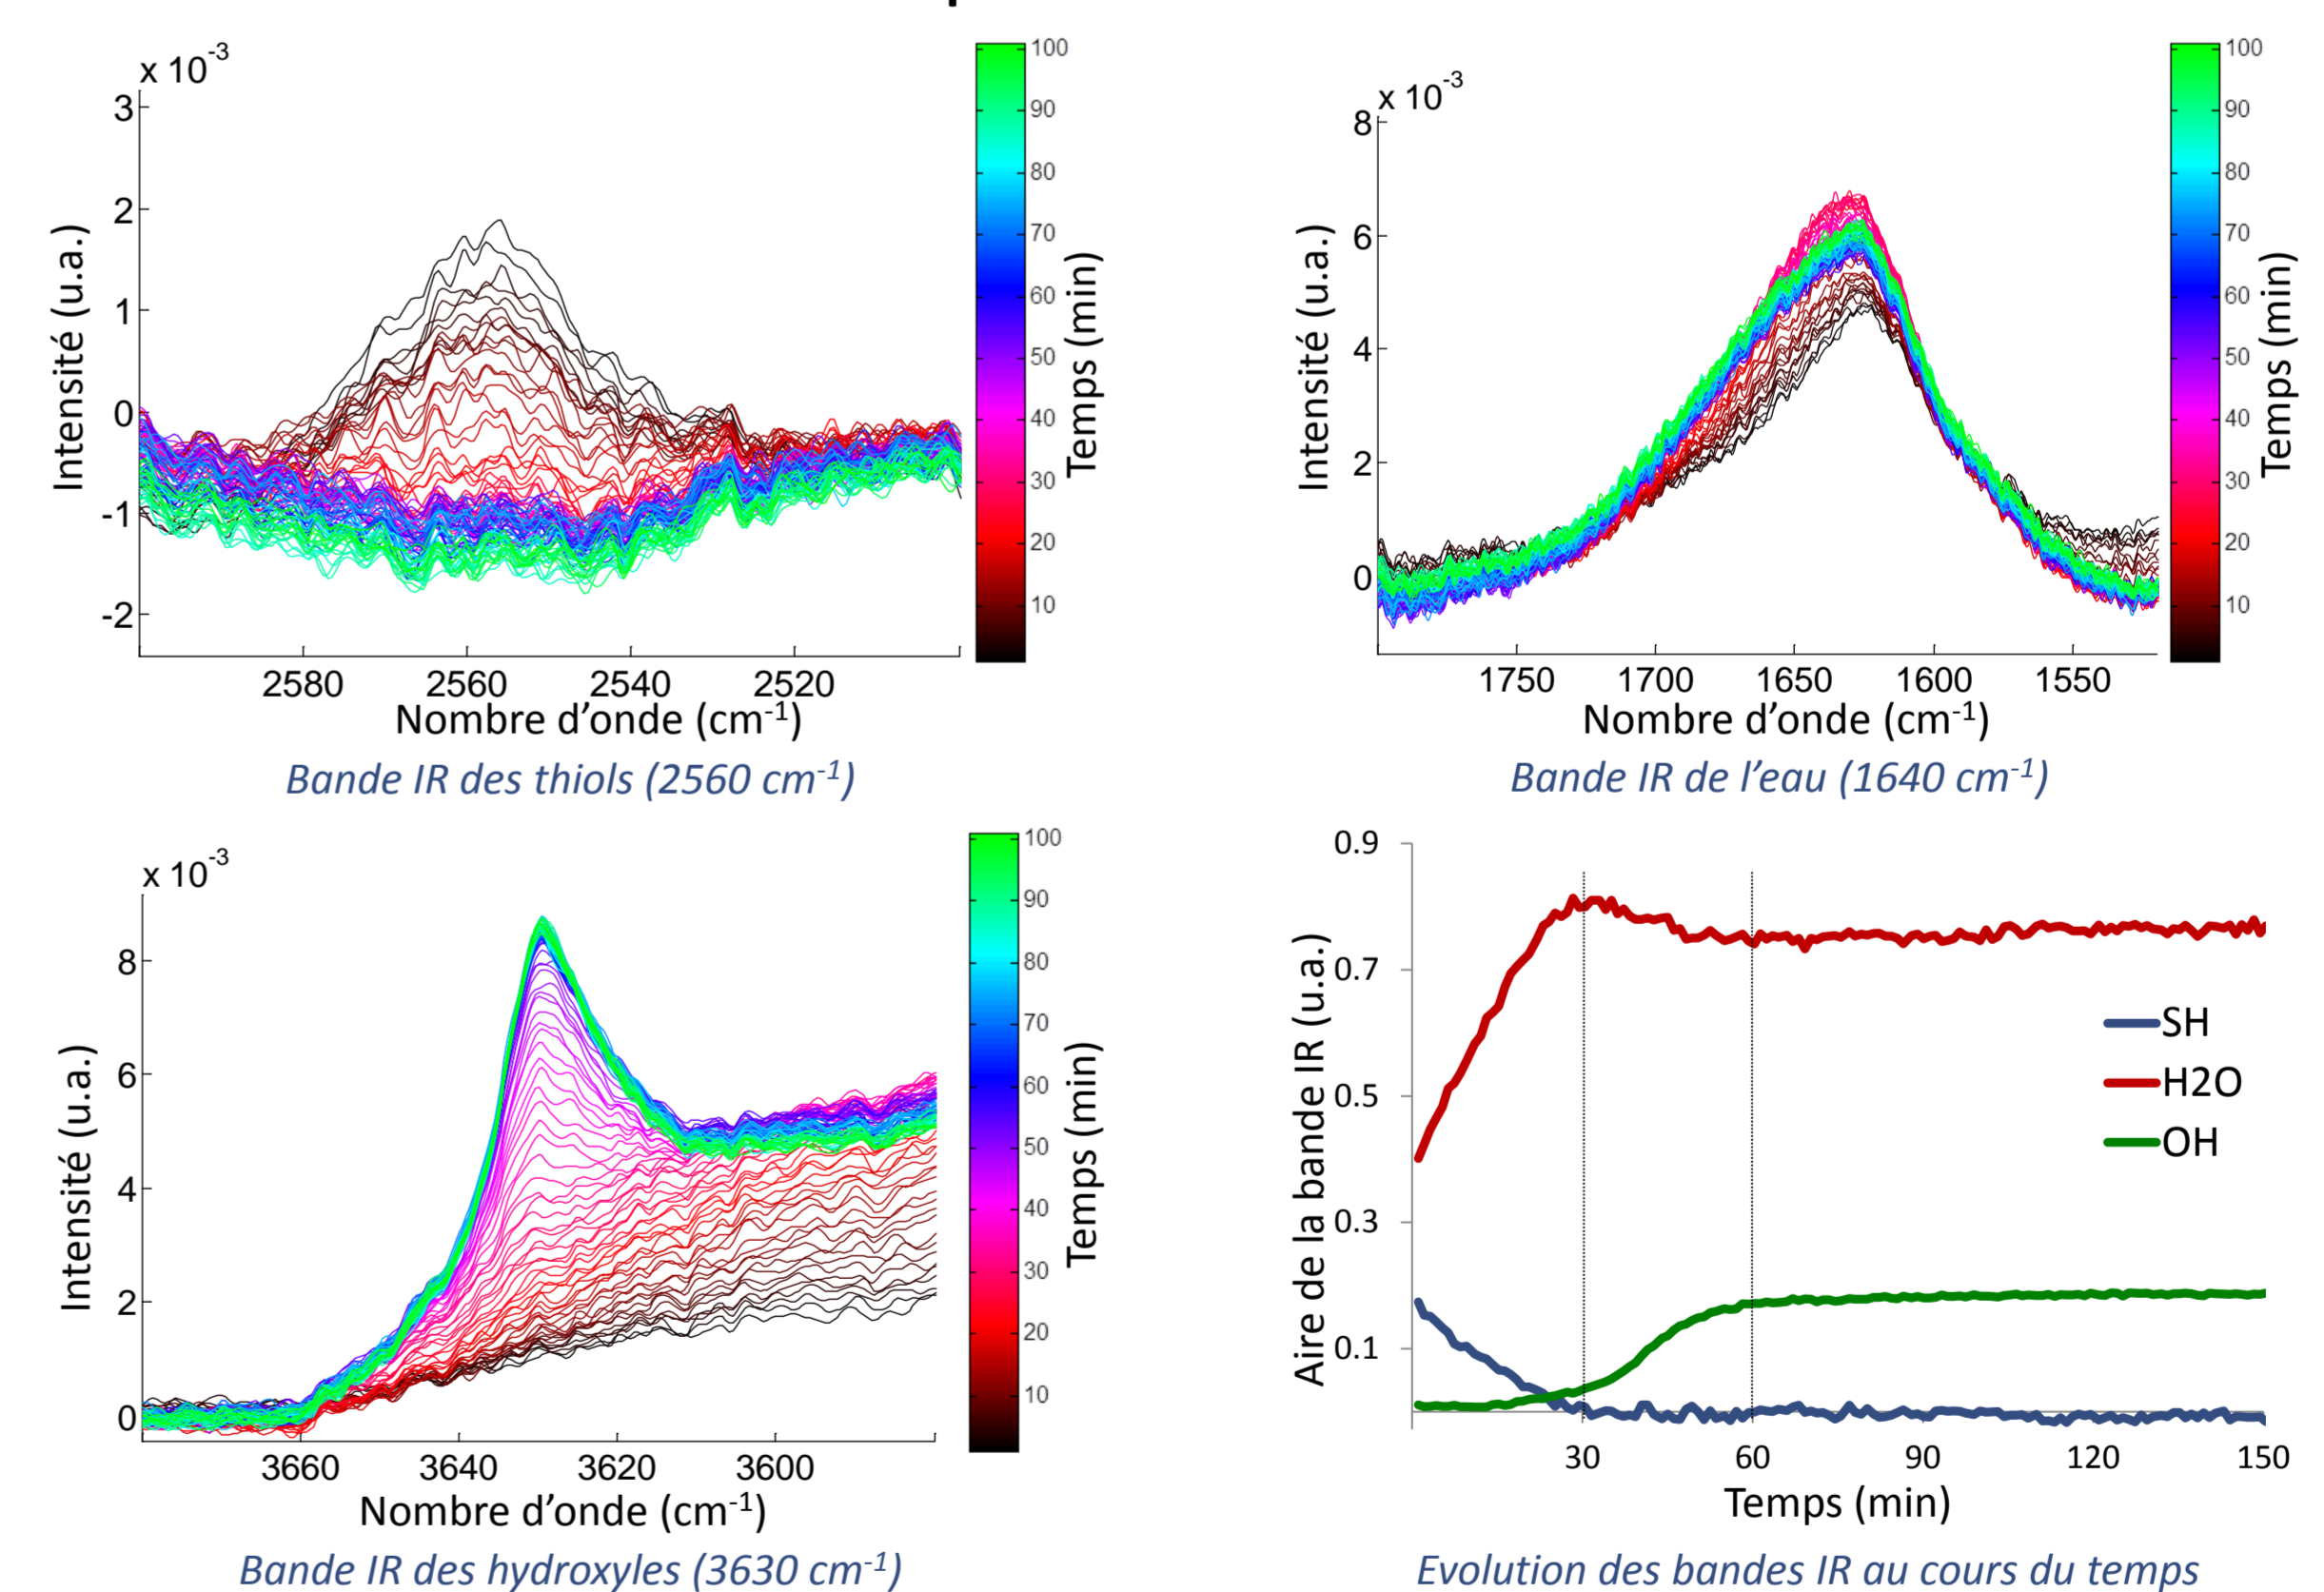 x 10-3
3
2
1
0
-1
-2
Intensité (u.a.)
2580 2560 2540 2520
Nombre d’onde (cm-1)
100
90
80
70
60
50
40
30
20
10
Temps (min)
Bande IR des thiols (2560 cm-1)
x 10-3
8
6
4
2
0
Intensité (u.a.)
1750 1700 1650 1600 1550
Nombre d’onde (cm-1)
100
90
80
70
60
50
40
30
20
10
Temps (min)
Bande IR de l’eau (1640 cm-1)
x 10-3
8
6
4
2
0
Intensité (u.a.)
3660 3640 3620 3600
Nombre d’onde (cm-1)
100
90
80
70
60
50
40
30
20
10
Temps (min)
Bande IR des hydroxyles (3630 cm-1)
0.9
0.7
0.5
0.3
0.1
Aire de la bande IR (u.a.)
SH
H2O
OH
30 60 90 120 150
Temps (min)
Evolution des bandes IR au cours du temps